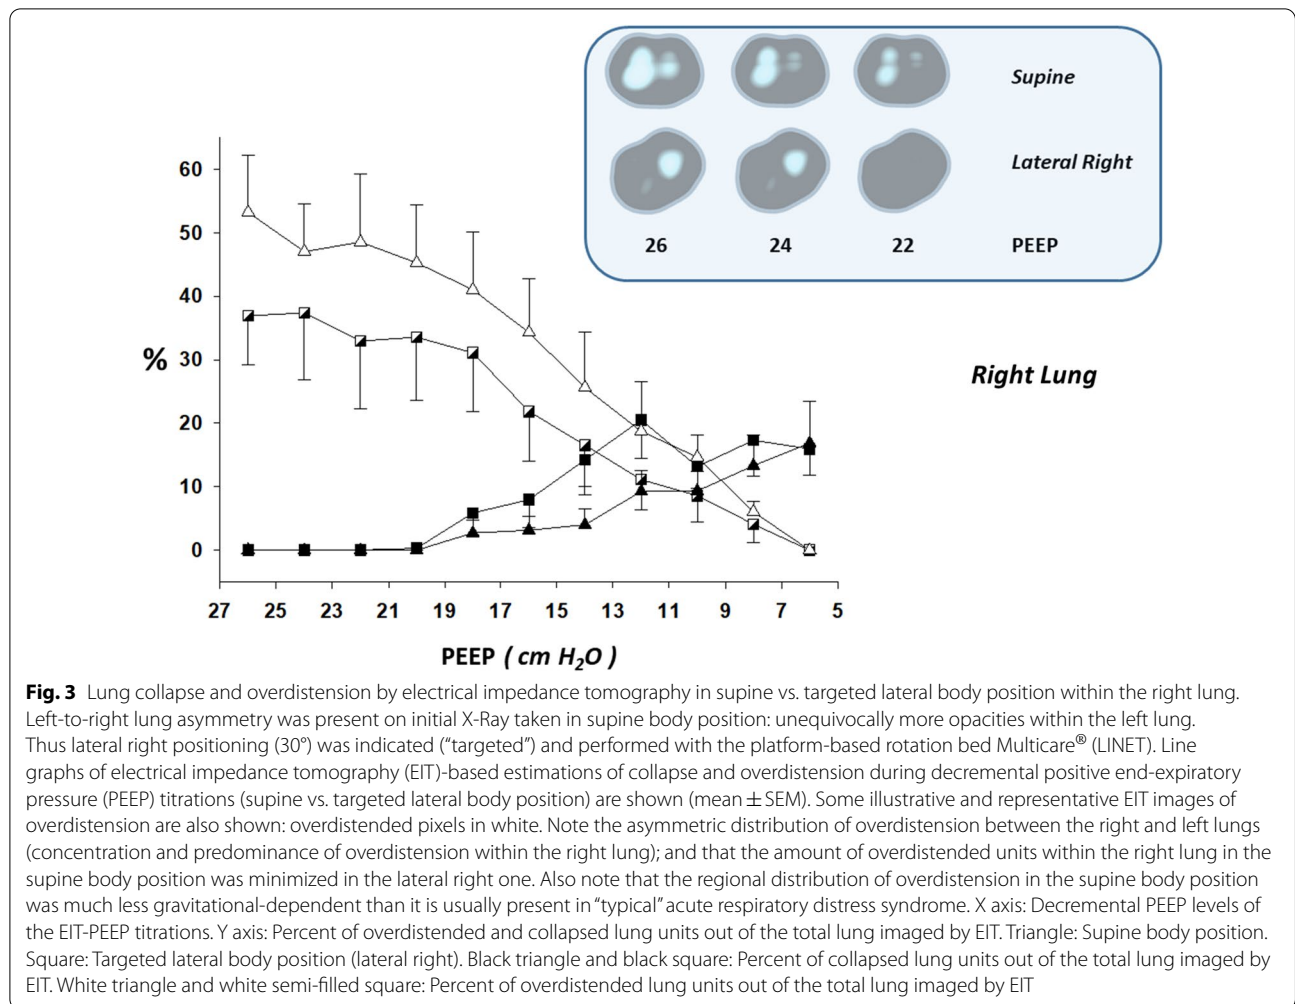 Supine
Lateral Right
26 24 22 PEEP
60
50
40
% 30
20
10
0
Right Lung
27 25 23 21 19 17 15 13 11 9 7 5
PEEP ( cm H₂O )
Fig. 3 Lung collapse and overdistension by electrical impedance tomography in supine vs. targeted lateral body position within the right lung.
Left-to-right lung asymmetry was present on initial X-Ray taken in supine body position: unequivocally more opacities within the left lung.
Thus lateral right positioning (30°) was indicated (“targeted”) and performed with the platform-based rotation bed Multicare® (LINET). Line
graphs of electrical impedance tomography (EIT)-based estimations of collapse and overdistension during decremental positive end-expiratory
pressure (PEEP) titrations (supine vs. targeted lateral body position) are shown (mean ± SEM). Some illustrative and representative EIT images of
overdistension are also shown: overdistended pixels in white. Note the asymmetric distribution of overdistension between the right and left lungs
(concentration and predominance of overdistension within the right lung); and that the amount of overdistended units within the right lung in the
supine body position was minimized in the lateral right one. Also note that the regional distribution of overdistension in the supine body position
was much less gravitational-dependent than it is usually present in “typical” acute respiratory distress syndrome. X axis: Decremental PEEP levels of
the EIT-PEEP titrations. Y axis: Percent of overdistended and collapsed lung units out of the total lung imaged by EIT. Triangle: Supine body position.
Square: Targeted lateral body position (lateral right). Black triangle and black square: Percent of collapsed lung units out of the total lung imaged by
EIT. White triangle and white semi-filled square: Percent of overdistended lung units out of the total lung imaged by EIT